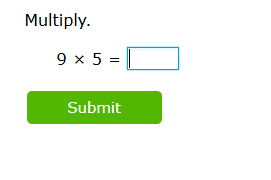 Multiply.
9 × 5 =
Submit